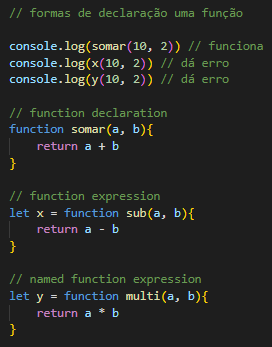 // formas de declaração uma função
console.log(somar(10, 2)) // funciona
console.log(x(10, 2)) // dá erro
console.log(y(10, 2)) // dá erro
// function declaration
function somar(a, b){
    return a + b
}
// function expression
let x = function sub(a, b){
    return a - b
}
// named function expression
let y = function multi(a, b){
    return a * b
}